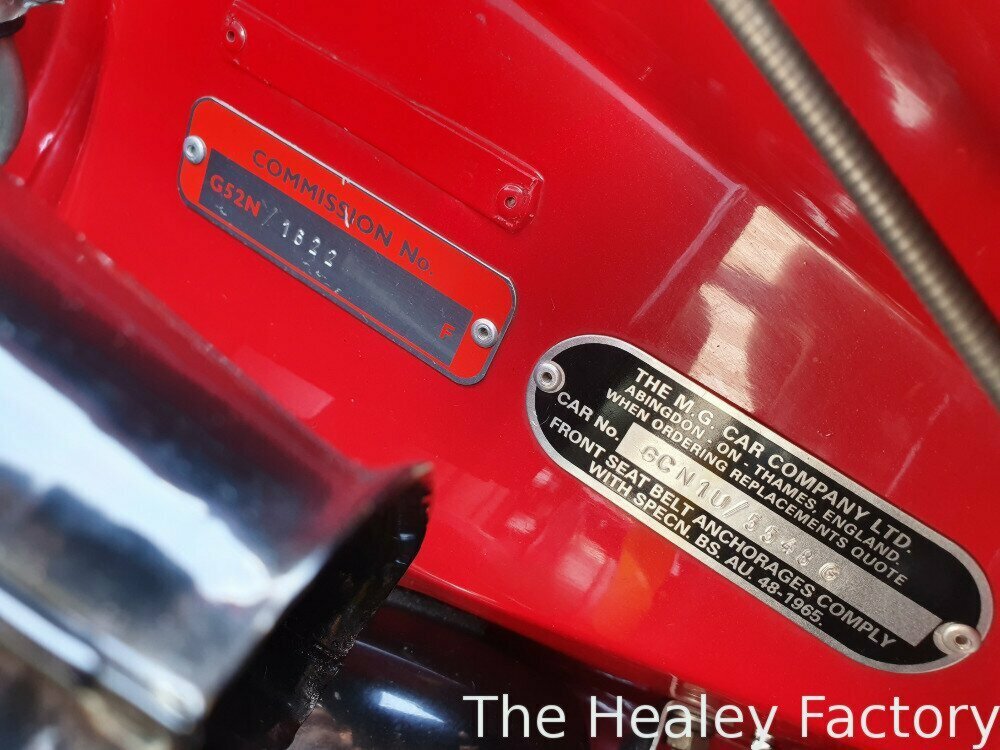 COMMISSION No.
G52N/1822
F
THE M.G. CAR COMPANY LTD.
ABINGDON - ON - THAMES, ENGLAND.
WHEN ORDERING REPLACEMENTS QUOTE
CAR No.
FRONT SEAT BELT ANCHORAGES COMPLY
WITH SPECN. BS. AU. 48-1965.
The Healey Factory